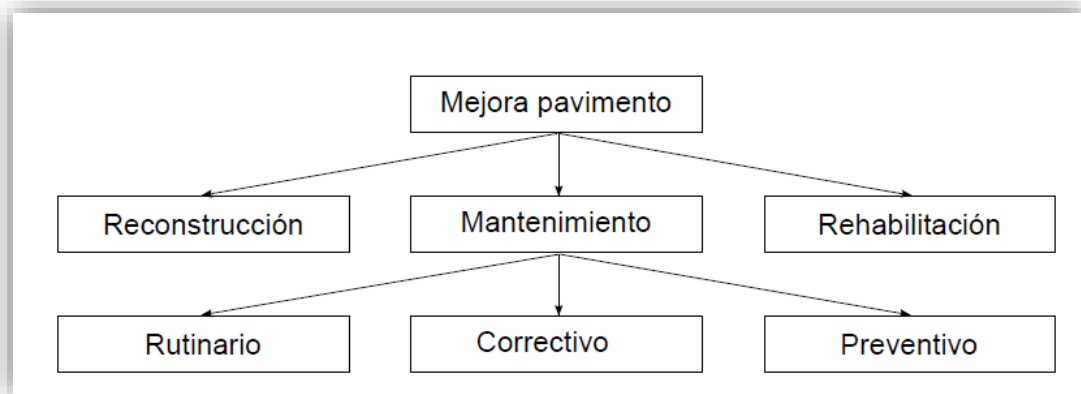 Mejora pavimento
Reconstrucción
Mantenimiento
Rehabilitación
Rutinario
Correctivo
Preventivo